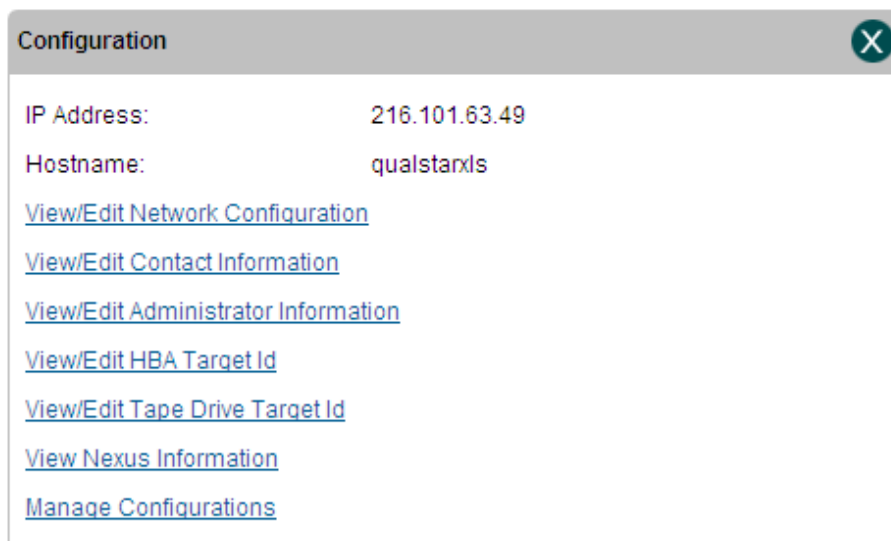 Configuration
IP Address: 216.101.63.49
Hostname: qualstarxls
View/Edit Network Configuration
View/Edit Contact Information
View/Edit Administrator Information
View/Edit HBA Target Id
View/Edit Tape Drive Target Id
View Nexus Information
Manage Configurations